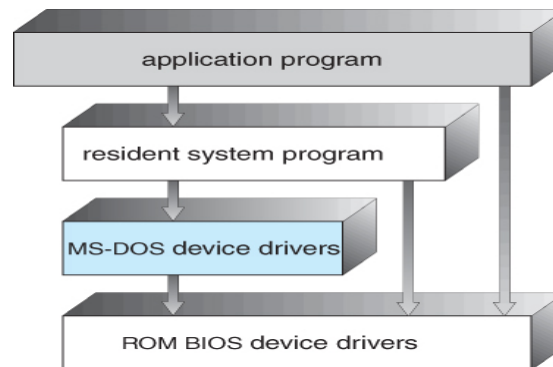 application program
resident system program
MS-DOS device drivers
ROM BIOS device drivers